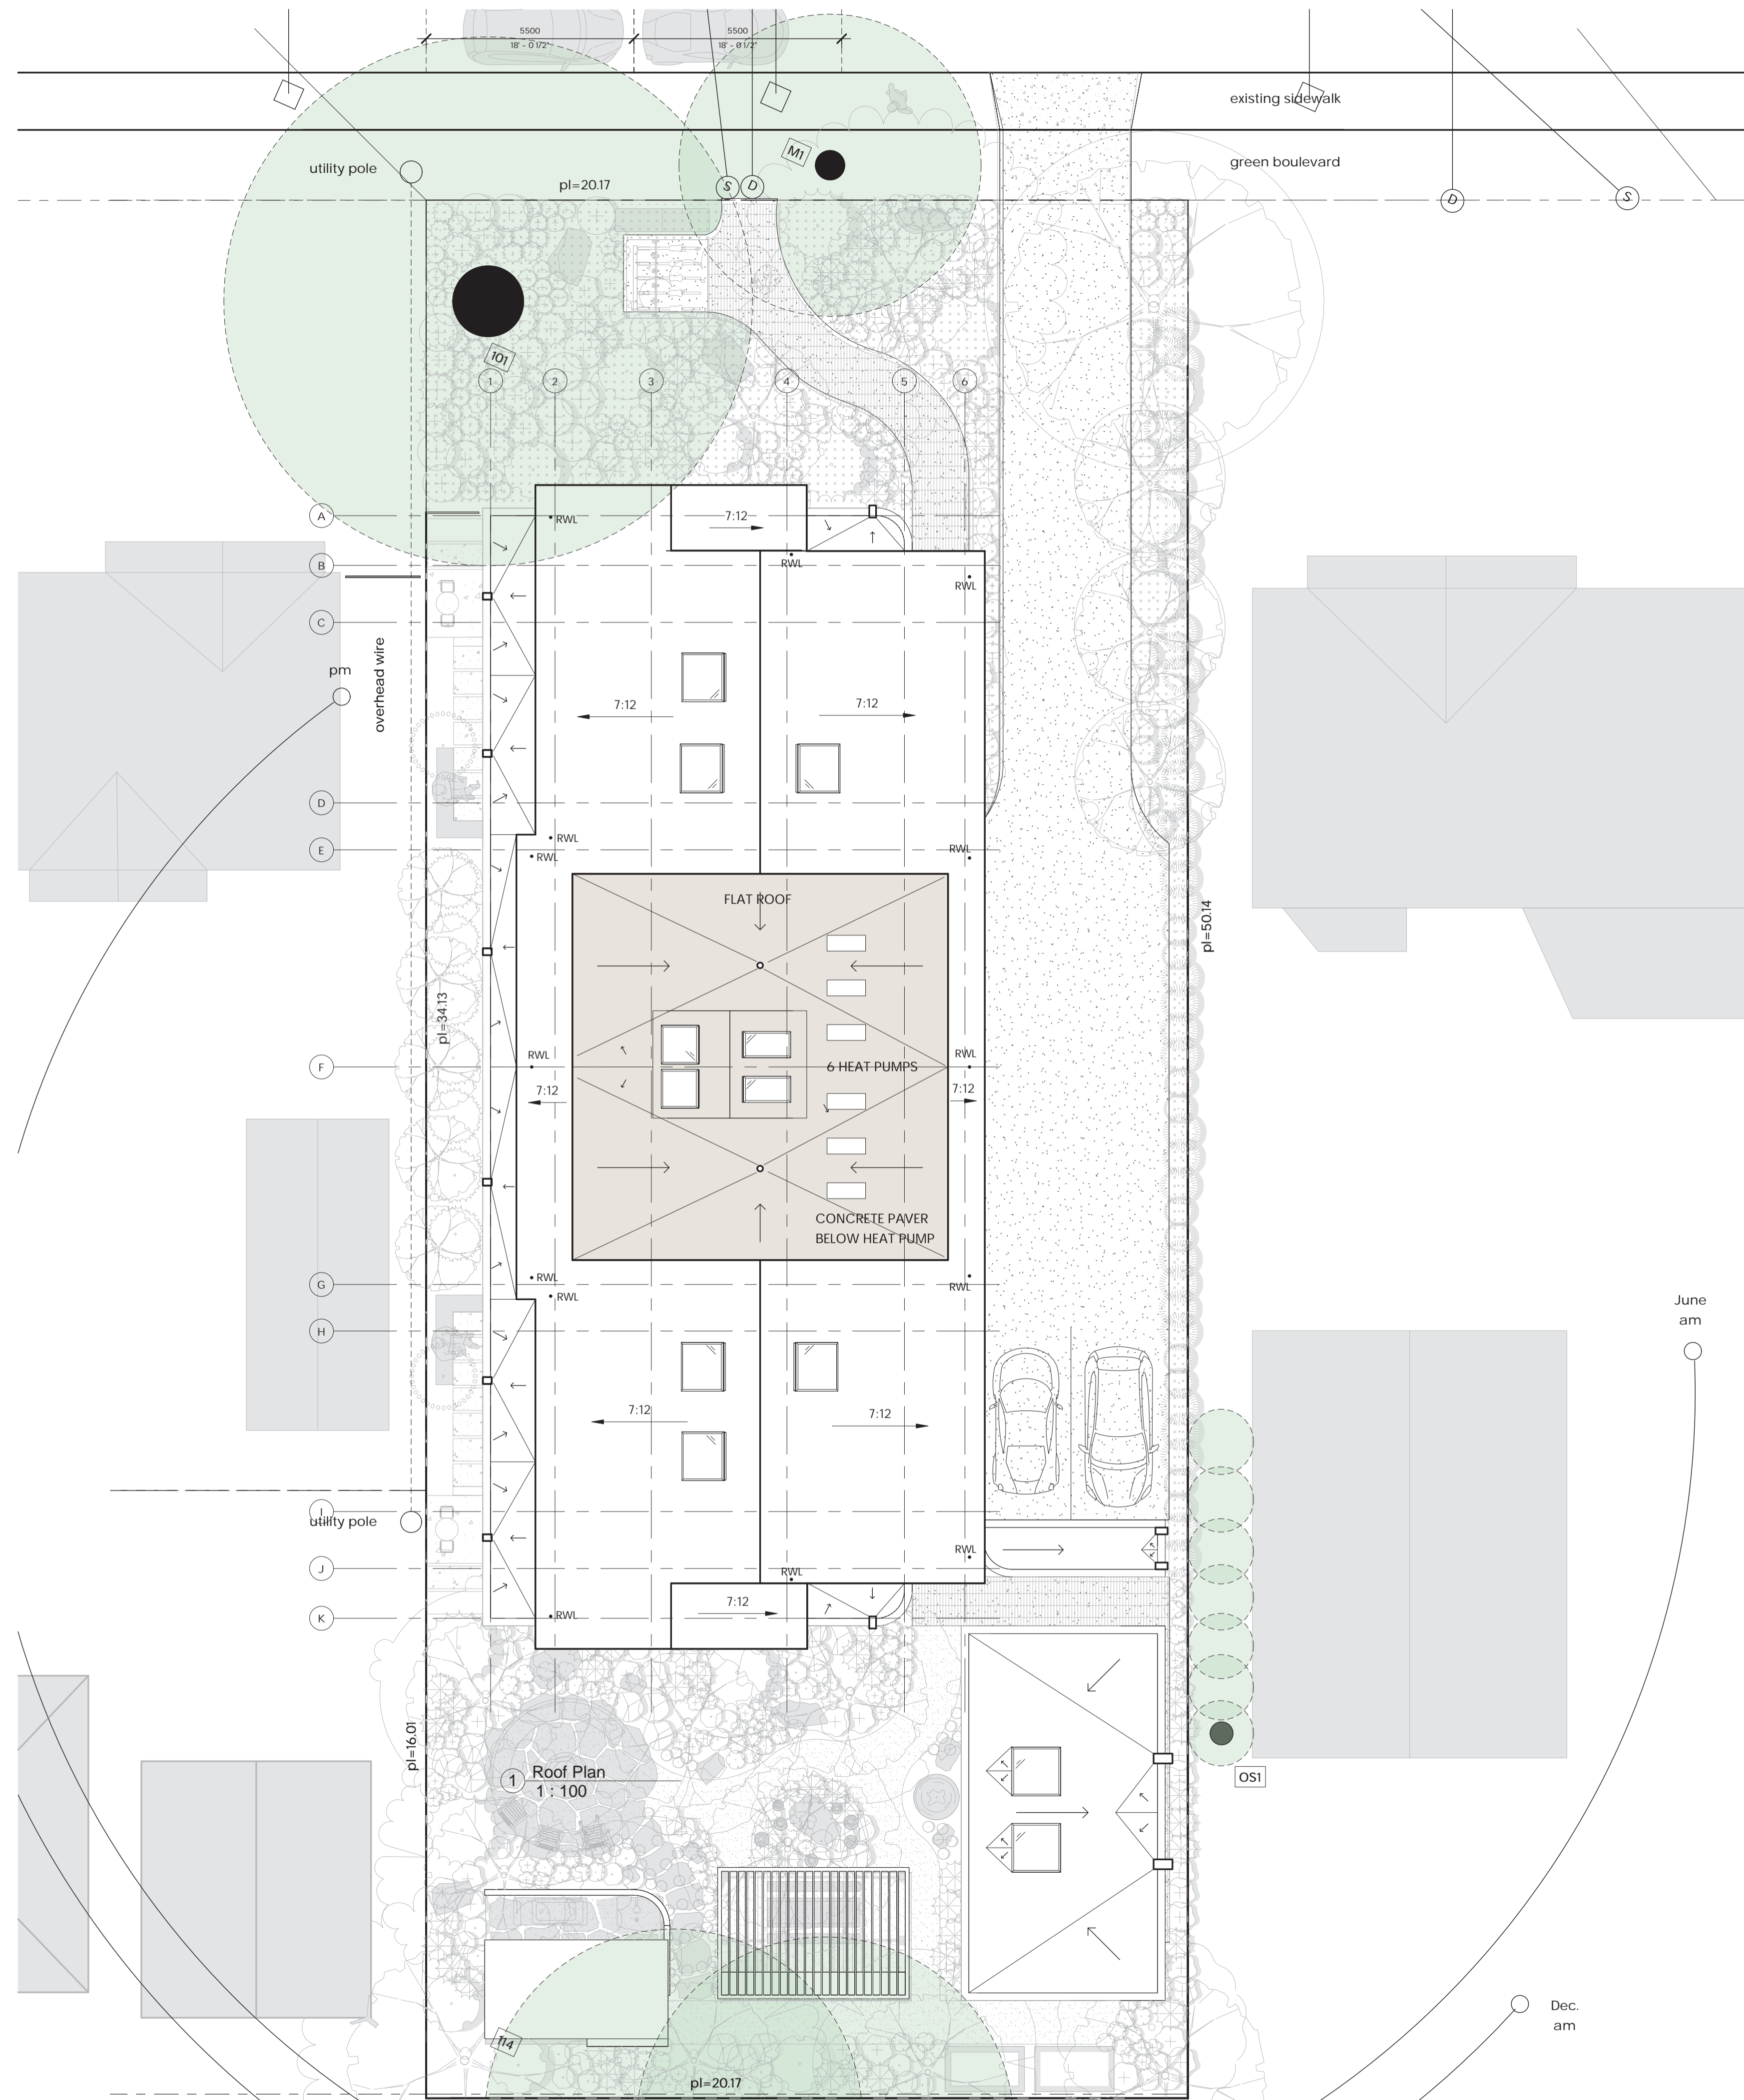 5500
18' - 0 1/2"
5500
18' - 0 1/2"
existing sidewalk
M1
utility pole
green boulevard
pl=20.17
S
D
D
S
101
1
2
3
4
5
6
A
RWL
7:12
B
RWL
RWL
C
overhead wire
pm
7:12
7:12
D
RWL
E
RWL
RWL
FLAT ROOF
pl=50.14
pl=34.13
F
RWL
RWL
6 HEAT PUMPS
7:12
7:12
CONCRETE PAVER
BELOW HEAT PUMP
G
RWL
RWL
RWL
June
am
H
7:12
7:12
I
utility pole
RWL
J
RWL
7:12
K
RWL
pl=16.01
1
Roof Plan
1 : 100
OS1
Dec.
am
114
pl=20.17